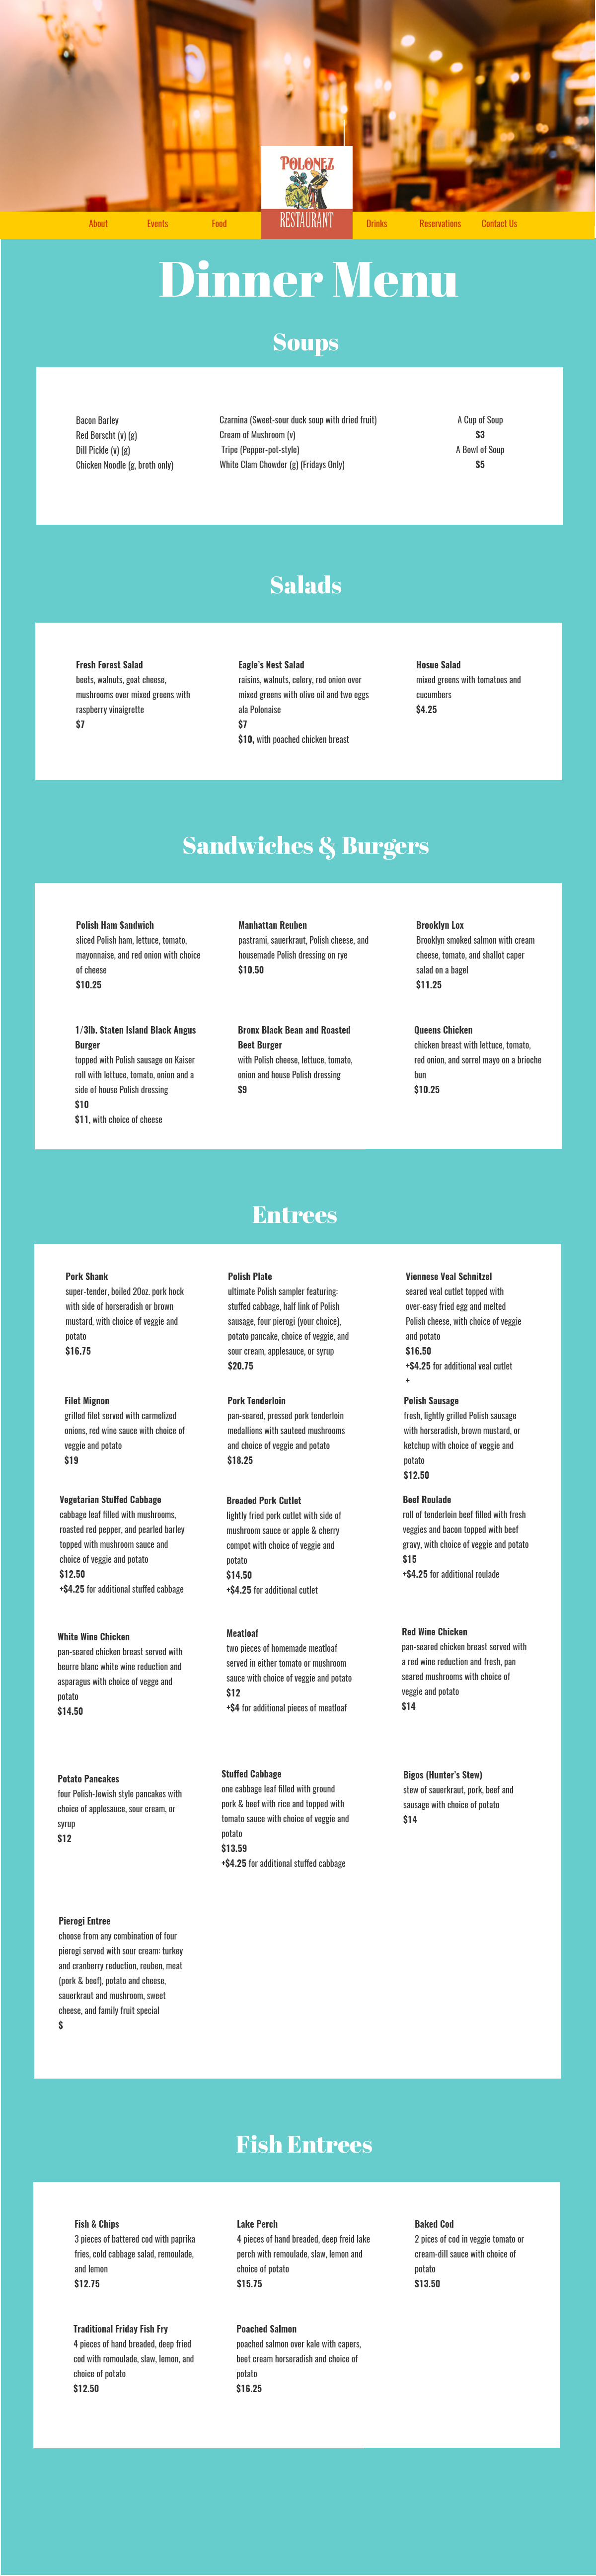 POLONEZ
RESTAURANT
About
Events
Food
Drinks
Reservations
Contact Us
Dinner Menu
Soups
Bacon Barley
Red Borscht (v) (g)
Dill Pickle (v) (g)
Chicken Noodle (g, broth only)
Czarnina (Sweet-sour duck soup with dried fruit)
Cream of Mushroom (v)
Tripe (Pepper-pot-style)
White Clam Chowder (g) (Fridays Only)
A Cup of Soup
$3
A Bowl of Soup
$5
Salads
Fresh Forest Salad
beets, walnuts, goat cheese,
mushrooms over mixed greens with
raspberry vinaigrette
$7
Eagle's Nest Salad
raisins, walnuts, celery, red onion over
mixed greens with olive oil and two eggs
ala Polonaise
$7
$10, with poached chicken breast
Hosue Salad
mixed greens with tomatoes and
cucumbers
$4.25
Sandwiches & Burgers
Polish Ham Sandwich
sliced Polish ham, lettuce, tomato,
mayonnaise, and red onion with choice
of cheese
$10.25
Manhattan Reuben
pastrami, sauerkraut, Polish cheese, and
housemade Polish dressing on rye
$10.50
Brooklyn Lox
Brooklyn smoked salmon with cream
cheese, tomato, and shallot caper
salad on a bagel
$11.25
1/3lb. Staten Island Black Angus
Burger
topped with Polish sausage on Kaiser
roll with lettuce, tomato, onion and a
side of house Polish dressing
$10
$11, with choice of cheese
Bronx Black Bean and Roasted
Beet Burger
with Polish cheese, lettuce, tomato,
onion and house Polish dressing
$9
Queens Chicken
chicken breast with lettuce, tomato,
red onion, and sorrel mayo on a brioche
bun
$10.25
Entrees
Pork Shank
super-tender, boiled 20oz. pork hock
with side of horseradish or brown
mustard, with choice of veggie and
potato
$16.75
Polish Plate
ultimate Polish sampler featuring:
stuffed cabbage, half link of Polish
sausage, four pierogi (your choice),
potato pancake, choice of veggie, and
sour cream, applesauce, or syrup
$20.75
Viennese Veal Schnitzel
seared veal cutlet topped with
over-easy fried egg and melted
Polish cheese, with choice of veggie
and potato
$16.50
+$4.25 for additional veal cutlet
+
Filet Mignon
grilled filet served with carmelized
onions, red wine sauce with choice of
veggie and potato
$19
Pork Tenderloin
pan-seared, pressed pork tenderloin
medallions with sauteed mushrooms
and choice of veggie and potato
$18.25
Polish Sausage
fresh, lightly grilled Polish sausage
with horseradish, brown mustard, or
ketchup with choice of veggie and
potato
$12.50
Vegetarian Stuffed Cabbage
cabbage leaf filled with mushrooms,
roasted red pepper, and pearled barley
topped with mushroom sauce and
choice of veggie and potato
$12.50
+$4.25 for additional stuffed cabbage
Breaded Pork Cutlet
lightly fried pork cutlet with side of
mushroom sauce or apple & cherry
compot with choice of veggie and
potato
$14.50
+$4.25 for additional cutlet
Beef Roulade
roll of tenderloin beef filled with fresh
veggies and bacon topped with beef
gravy, with choice of veggie and potato
$15
+$4.25 for additional roulade
White Wine Chicken
pan-seared chicken breast served with
beurre blanc white wine reduction and
asparagus with choice of vegge and
potato
$14.50
Meatloaf
two pieces of homemade meatloaf
served in either tomato or mushroom
sauce with choice of veggie and potato
$12
+$4 for additional pieces of meatloaf
Red Wine Chicken
pan-seared chicken breast served with
a red wine reduction and fresh, pan
seared mushrooms with choice of
veggie and potato
$14
Potato Pancakes
four Polish-Jewish style pancakes with
choice of applesauce, sour cream, or
syrup
$12
Stuffed Cabbage
one cabbage leaf filled with ground
pork & beef with rice and topped with
tomato sauce with choice of veggie and
potato
$13.59
+$4.25 for additional stuffed cabbage
Bigos (Hunter's Stew)
stew of sauerkraut, pork, beef and
sausage with choice of potato
$14
Pierogi Entree
choose from any combination of four
pierogi served with sour cream: turkey
and cranberry reduction, reuben, meat
(pork & beef), potato and cheese,
sauerkraut and mushroom, sweet
cheese, and family fruit special
$
Fish Entrees
Fish & Chips
3 pieces of battered cod with paprika
fries, cold cabbage salad, remoulade,
and lemon
$12.75
Lake Perch
4 pieces of hand breaded, deep freid lake
perch with remoulade, slaw, lemon and
choice of potato
$15.75
Baked Cod
2 pices of cod in veggie tomato or
cream-dill sauce with choice of
potato
$13.50
Traditional Friday Fish Fry
4 pieces of hand breaded, deep fried
cod with romoulade, slaw, lemon, and
choice of potato
$12.50
Poached Salmon
poached salmon over kale with capers,
beet cream horseradish and choice of
potato
$16.25